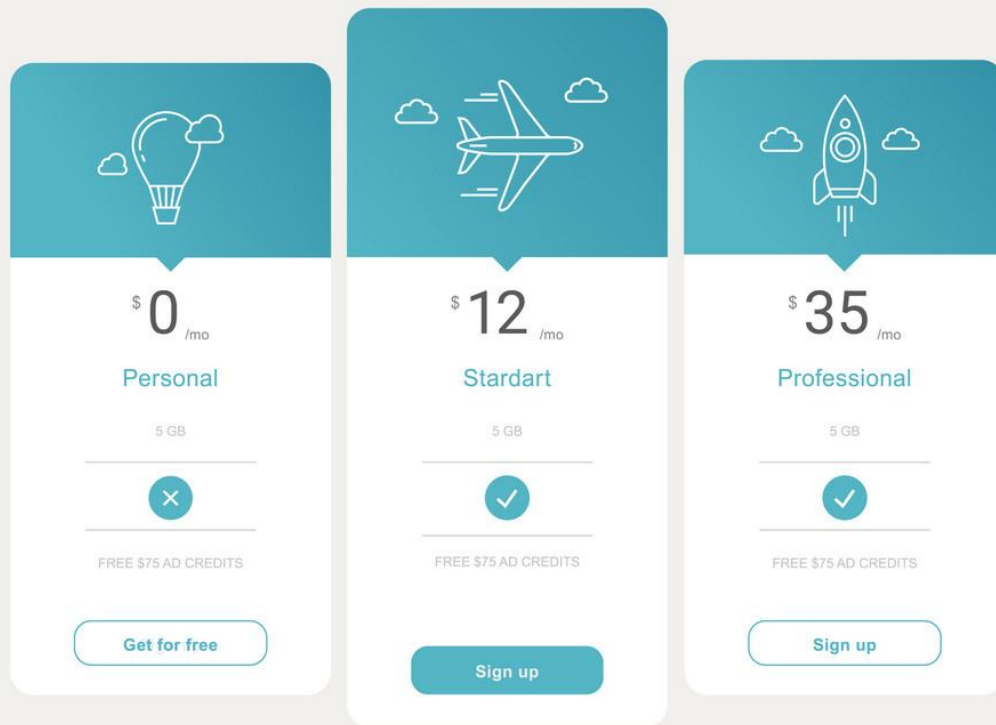 $ 0 /mo
Personal
5 GB
FREE $75 AD CREDITS
Get for free
$ 12 /mo
Stardart
5 GB
FREE $75 AD CREDITS
Sign up
$ 35 /mo
Professional
5 GB
FREE $75 AD CREDITS
Sign up